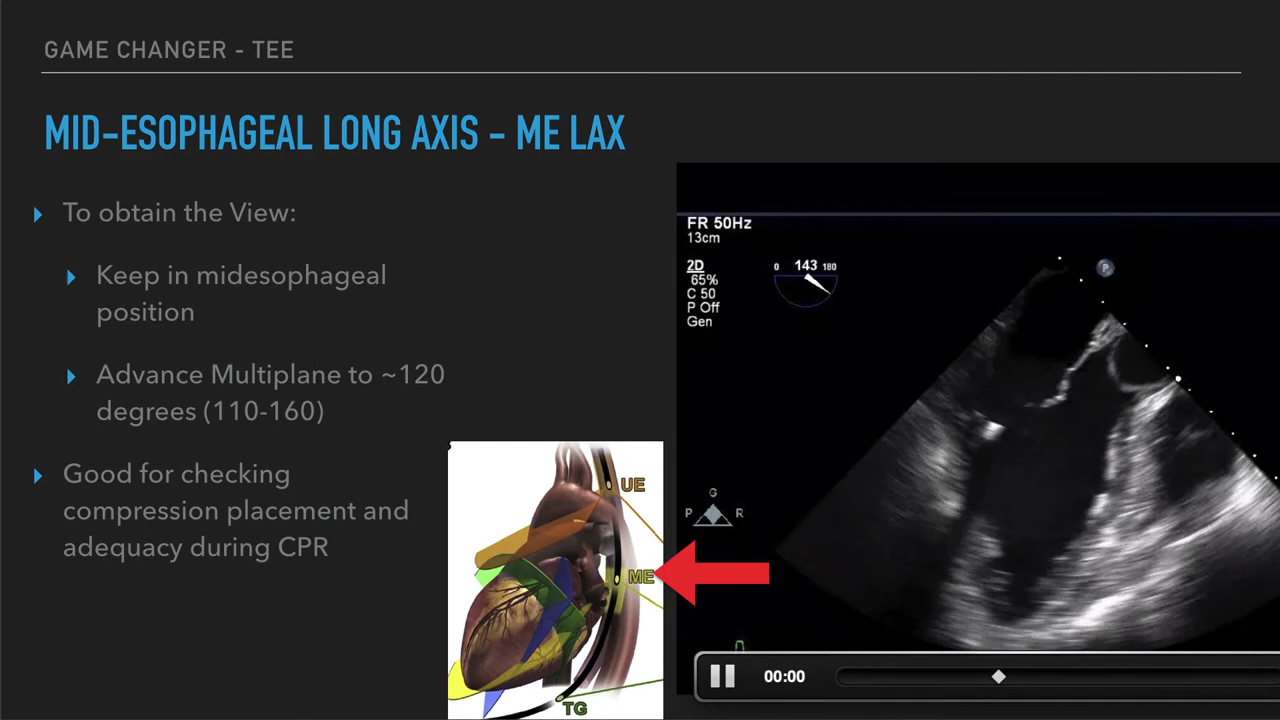 GAME CHANGER - TEE
MID-ESOPHAGEAL LONG AXIS - ME LAX
To obtain the View:
Keep in midesophageal
position
Advance Multiplane to ~120
degrees (110-160)
Good for checking
compression placement and
adequacy during CPR
UE
ME
TG
FR 50Hz
13cm
2D
65%
C 50
P Off
Gen
0 143 180
P
G
P R
00:00